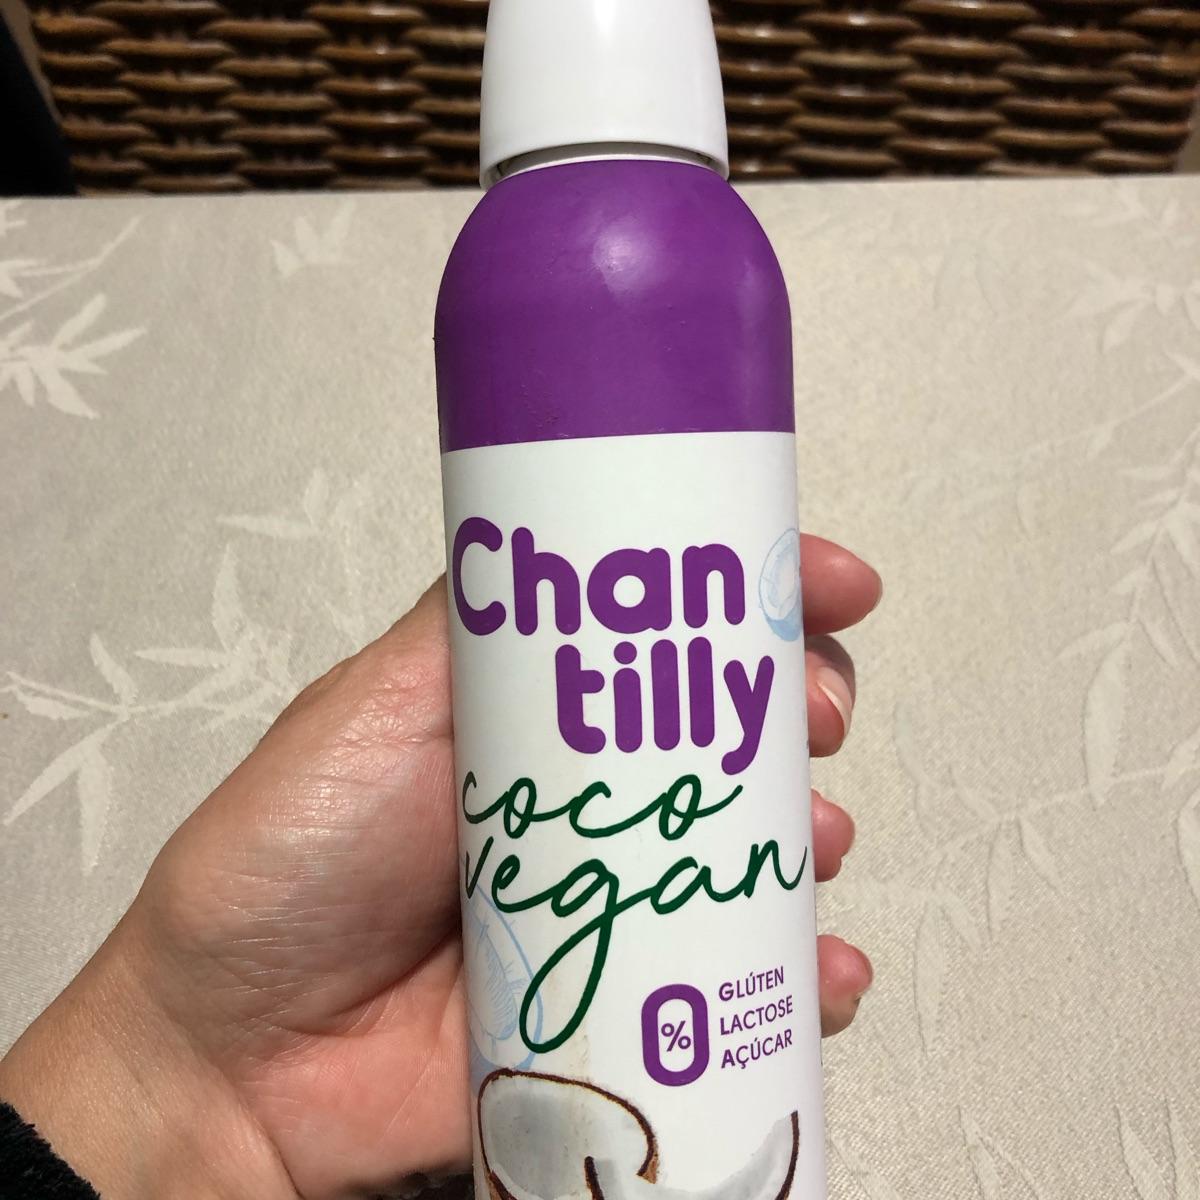 Chan
tilly
coco
vegan
0%
GLÚTEN
LACTOSE
AÇÚCAR